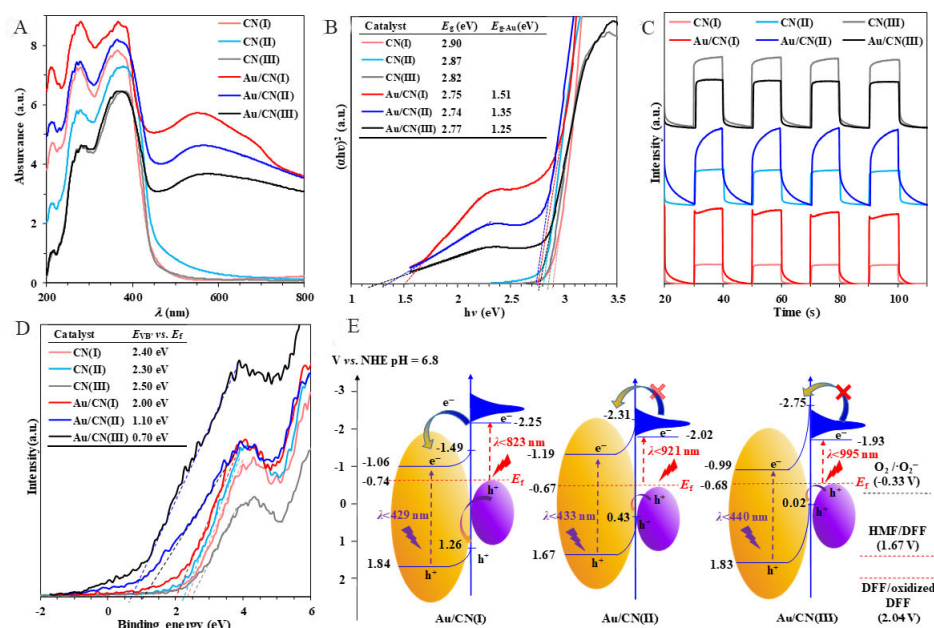 A
Absurcance (a.u.)
8
6
4
2
0
200 300 400 500 600 700 800
λ (nm)
CN(I)
CN(II)
CN(III)
Au/CN(I)
Au/CN(II)
Au/CN(III)
B
(αhυ)² (a.u.)
Catalyst Eg (eV) Eg-Au (eV)
CN(I) 2.90
CN(II) 2.87
CN(III) 2.82
Au/CN(I) 2.75 1.51
Au/CN(II) 2.74 1.35
Au/CN(III) 2.77 1.25
1 1.5 2 2.5 3 3.5
hυ (eV)
C
CN(I) CN(II) CN(III)
Au/CN(I) Au/CN(II) Au/CN(III)
Intensity (a.u.)
20 40 60 80 100
Time (s)
D
Catalyst EVB' vs. Ef
CN(I) 2.40 eV
CN(II) 2.30 eV
CN(III) 2.50 eV
Au/CN(I) 2.00 eV
Au/CN(II) 1.10 eV
Au/CN(III) 0.70 eV
Intensity(a.u.)
-2 0 2 4 6
Binding energy (eV)
E
V vs. NHE pH = 6.8
-3
-2
-1
0
1
2
e⁻
e⁻
-2.25
-1.49
λ<823 nm
-1.06
e⁻
-0.74
Ef
h⁺
λ<429 nm
1.26
h⁺
1.84
Au/CN(I)
-2.31
e⁻
-2.02
-1.19
e⁻
λ<921 nm
-0.67
Ef
h⁺
0.43
λ<433 nm
1.67
h⁺
Au/CN(II)
-2.75
e⁻
-1.93
λ<995 nm
-0.99
e⁻
-0.68
Ef
h⁺
0.02
λ<440 nm
1.83
h⁺
Au/CN(III)
O₂ /·O₂⁻
(-0.33 V)
HMF/DFF
(1.67 V)
DFF/oxidized
DFF
(2.04 V)